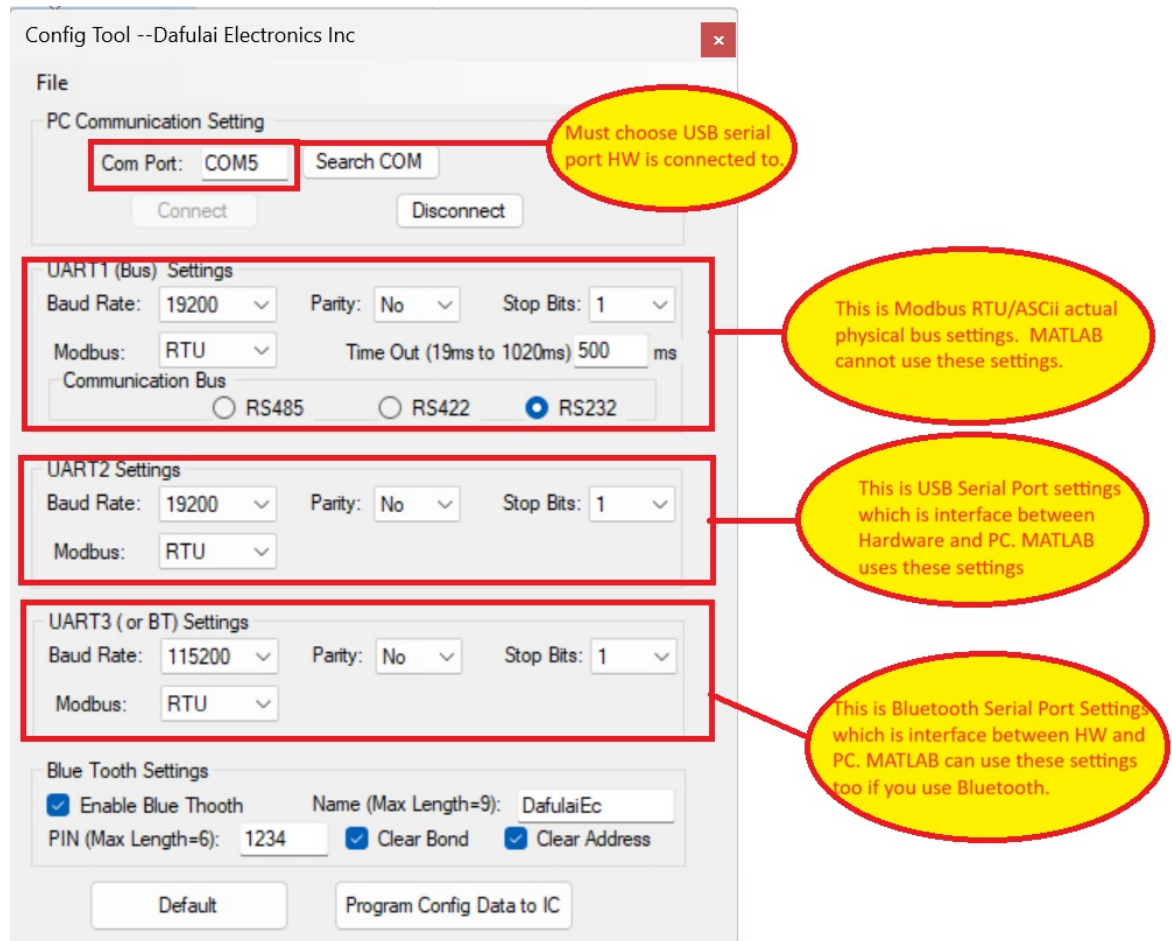 Config Tool --Dafulai Electronics Inc
×
File
PC Communication Setting
Com Port: COM5 Search COM
Connect Disconnect
Must choose USB serial
port HW is connected to.
UART1 (Bus) Settings
Baud Rate: 19200 Parity: No Stop Bits: 1
Modbus: RTU Time Out (19ms to 1020ms) 500 ms
Communication Bus
RS485 RS422 RS232
This is Modbus RTU/ASCii actual
physical bus settings. MATLAB
cannot use these settings.
UART2 Settings
Baud Rate: 19200 Parity: No Stop Bits: 1
Modbus: RTU
This is USB Serial Port settings
which is interface between
Hardware and PC. MATLAB
uses these settings
UART3 ( or BT) Settings
Baud Rate: 115200 Parity: No Stop Bits: 1
Modbus: RTU
This is Bluetooth Serial Port Settings
which is interface between HW and
PC. MATLAB can use these settings
too if you use Bluetooth.
Blue Tooth Settings
Enable Blue Thooth Name (Max Length=9): DafulaiEc
PIN (Max Length=6): 1234 Clear Bond Clear Address
Default Program Config Data to IC